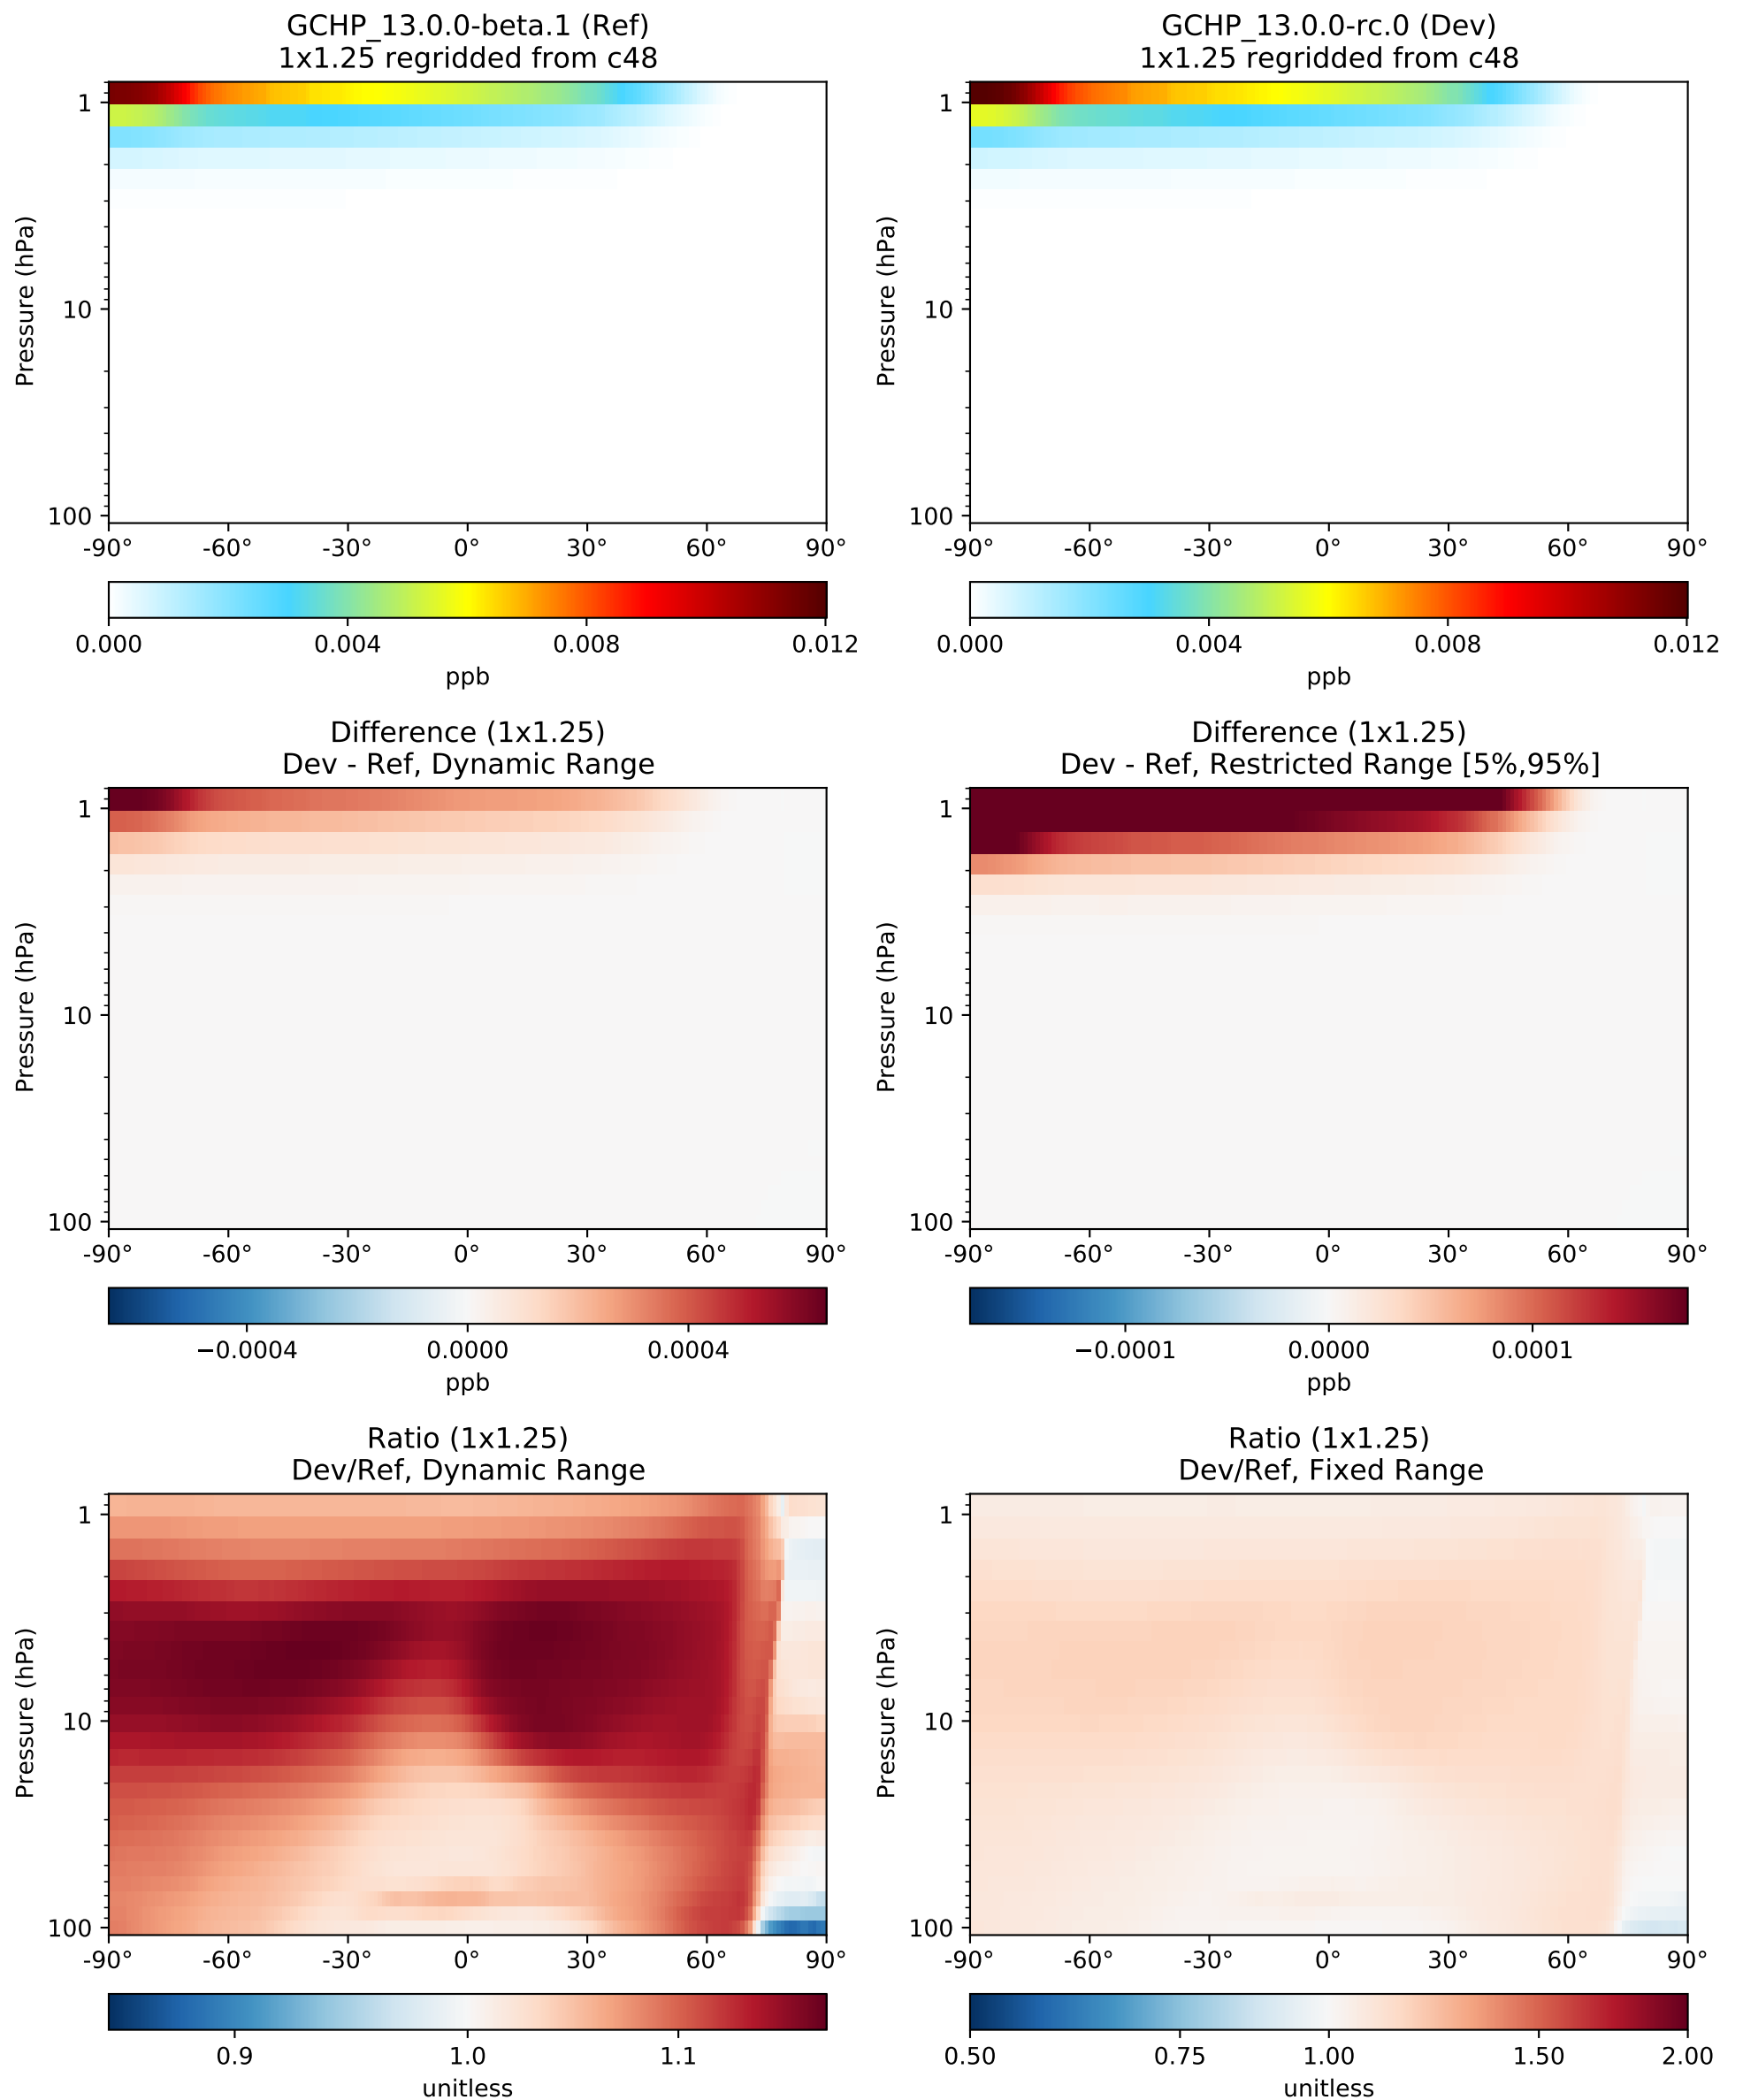 GCHP_13.0.0-beta.1 (Ref)
1x1.25 regridded from c48
Pressure (hPa)
1
10
100
-90° -60° -30° 0° 30° 60° 90°
0.000 0.004 0.008 0.012
ppb
GCHP_13.0.0-rc.0 (Dev)
1x1.25 regridded from c48
Pressure (hPa)
1
10
100
-90° -60° -30° 0° 30° 60° 90°
0.000 0.004 0.008 0.012
ppb
Difference (1x1.25)
Dev - Ref, Dynamic Range
Pressure (hPa)
1
10
100
-90° -60° -30° 0° 30° 60° 90°
−0.0004 0.0000 0.0004
ppb
Difference (1x1.25)
Dev - Ref, Restricted Range [5%,95%]
Pressure (hPa)
1
10
100
-90° -60° -30° 0° 30° 60° 90°
−0.0001 0.0000 0.0001
ppb
Ratio (1x1.25)
Dev/Ref, Dynamic Range
Pressure (hPa)
1
10
100
-90° -60° -30° 0° 30° 60° 90°
0.9 1.0 1.1
unitless
Ratio (1x1.25)
Dev/Ref, Fixed Range
Pressure (hPa)
1
10
100
-90° -60° -30° 0° 30° 60° 90°
0.50 0.75 1.00 1.50 2.00
unitless